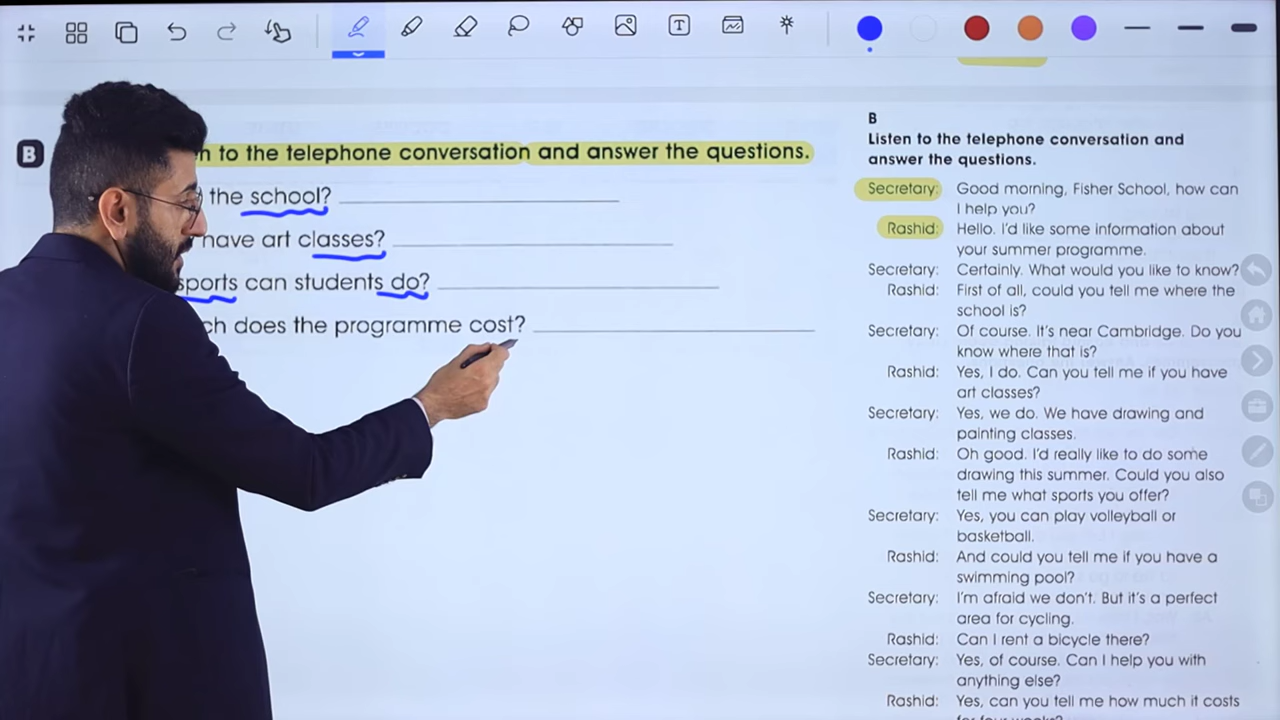 B
n to the telephone conversation and answer the questions.
the school?
have art classes?
sports can students do?
ch does the programme cost?
B
Listen to the telephone conversation and
answer the questions.
Secretary: Good morning, Fisher School, how can
I help you?
Rashid: Hello. I'd like some information about
your summer programme.
Secretary: Certainly. What would you like to know?
Rashid: First of all, could you tell me where the
school is?
Secretary: Of course. It's near Cambridge. Do you
know where that is?
Rashid: Yes, I do. Can you tell me if you have
art classes?
Secretary: Yes, we do. We have drawing and
painting classes.
Rashid: Oh good. I'd really like to do some
drawing this summer. Could you also
tell me what sports you offer?
Secretary: Yes, you can play volleyball or
basketball.
Rashid: And could you tell me if you have a
swimming pool?
Secretary: I'm afraid we don't. But it's a perfect
area for cycling.
Rashid: Can I rent a bicycle there?
Secretary: Yes, of course. Can I help you with
anything else?
Rashid: Yes, can you tell me how much it costs